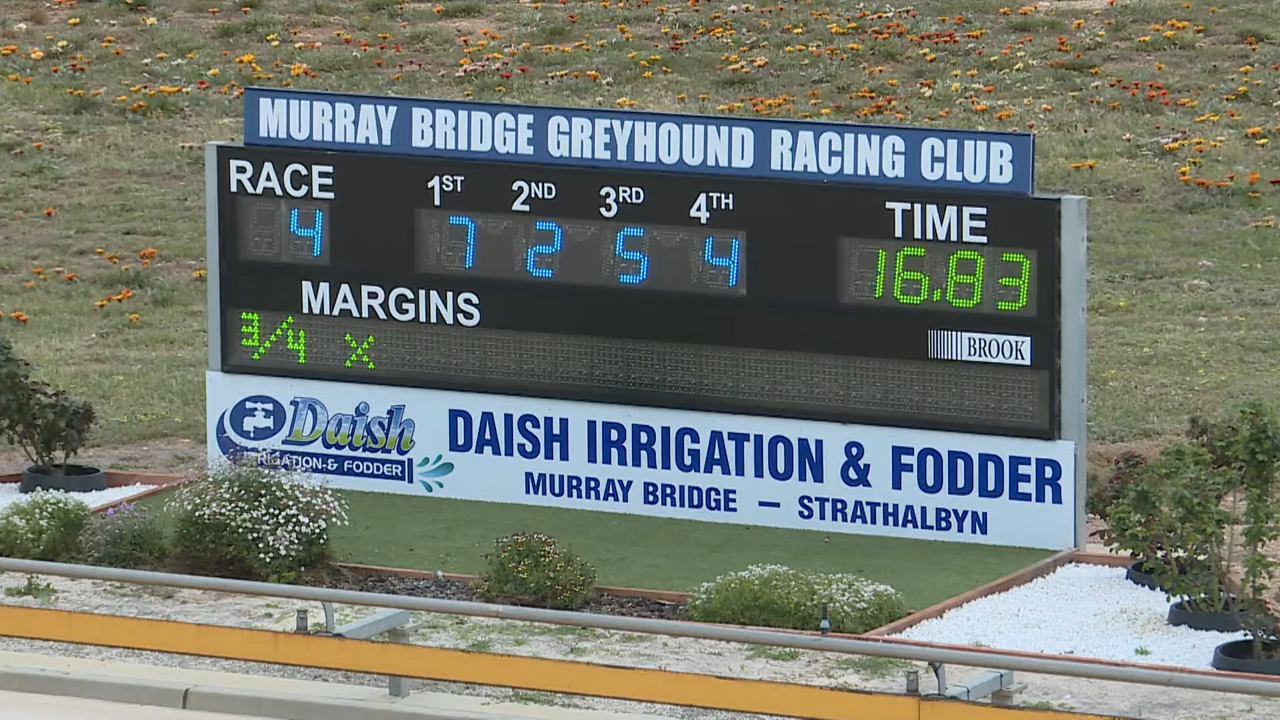 MURRAY BRIDGE GREYHOUND RACING CLUB
RACE 1ST 2ND 3RD 4TH TIME
4 7 2 5 4 16.83
MARGINS
3/4 X
BROOK
Daish
IRRIGATION & FODDER
DAISH IRRIGATION & FODDER
MURRAY BRIDGE — STRATHALBYN